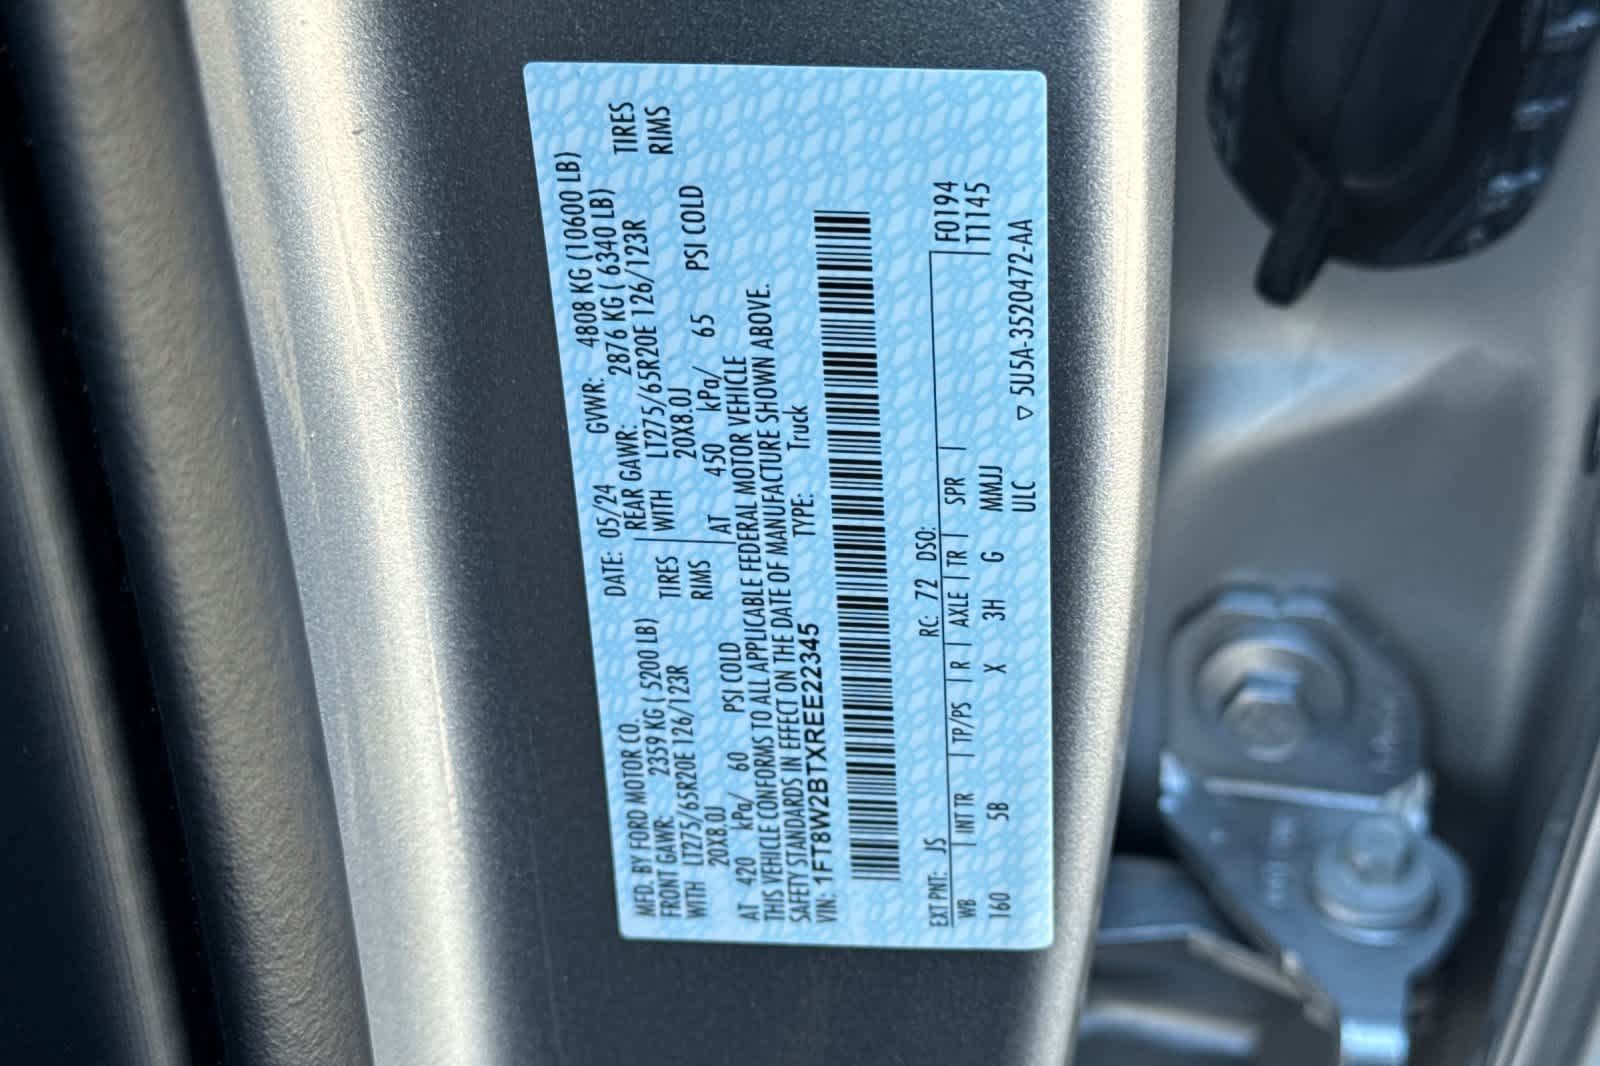 MFD. BY FORD MOTOR CO.
DATE: 05/24 GVWR: 4808 KG (10600 LB)
FRONT GAWR: 2359 KG ( 5200 LB) REAR GAWR: 2876 KG ( 6340 LB)
WITH LT275/65R20E 126/123R TIRES WITH LT275/65R20E 126/123R TIRES
20X8.0J RIMS 20X8.0J RIMS
AT 420 kPa/ 60 PSI COLD AT 450 kPa/ 65 PSI COLD
THIS VEHICLE CONFORMS TO ALL APPLICABLE FEDERAL MOTOR VEHICLE
SAFETY STANDARDS IN EFFECT ON THE DATE OF MANUFACTURE SHOWN ABOVE.
VIN: 1FT8W2BTXREE22345 TYPE: Truck
EXT PNT: JS RC: 72 DSO: F0194
WB INT TR TP/PS R AXLE TR SPR T1145
160 5B X 3H G MMJJ
ULC ▽ 5U5A-3520472-AA